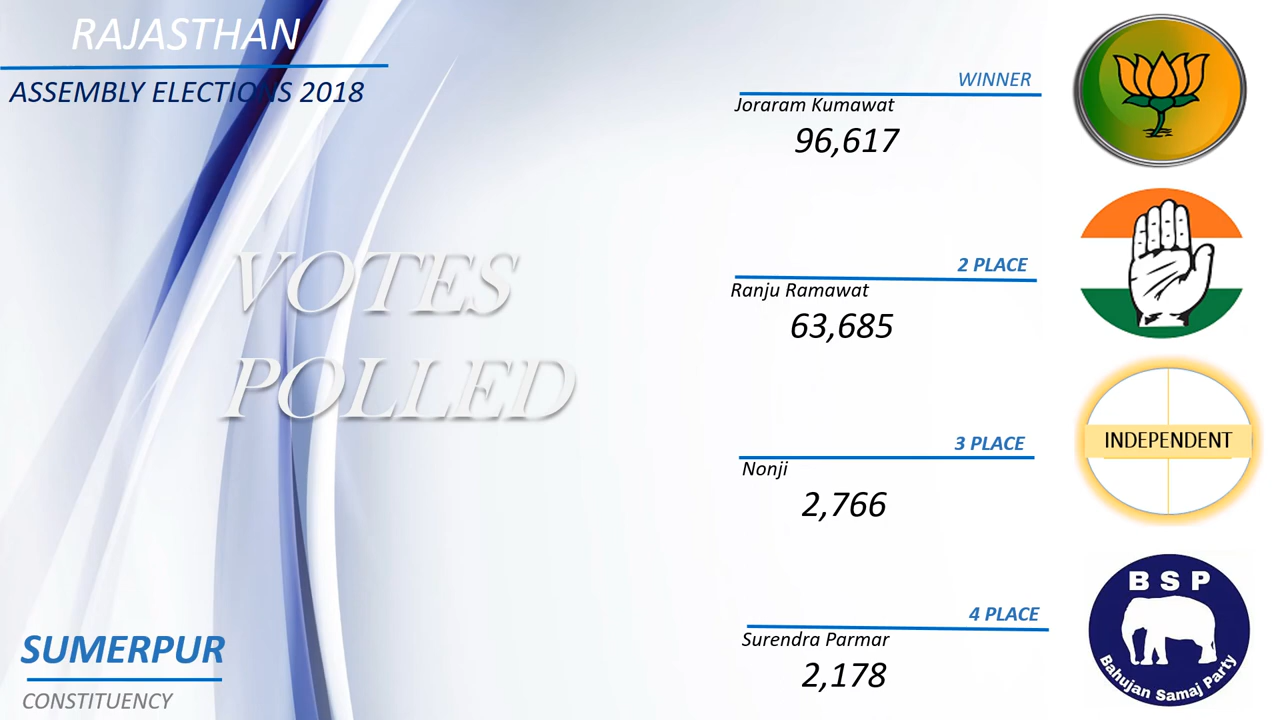 RAJASTHAN
ASSEMBLY ELECTIONS 2018
VOTES
POLLED
SUMERPUR
CONSTITUENCY
WINNER
Joraram Kumawat
96,617
2 PLACE
Ranju Ramawat
63,685
3 PLACE
Nonji
2,766
INDEPENDENT
4 PLACE
Surendra Parmar
2,178
BSP
Bahujan Samaj Party